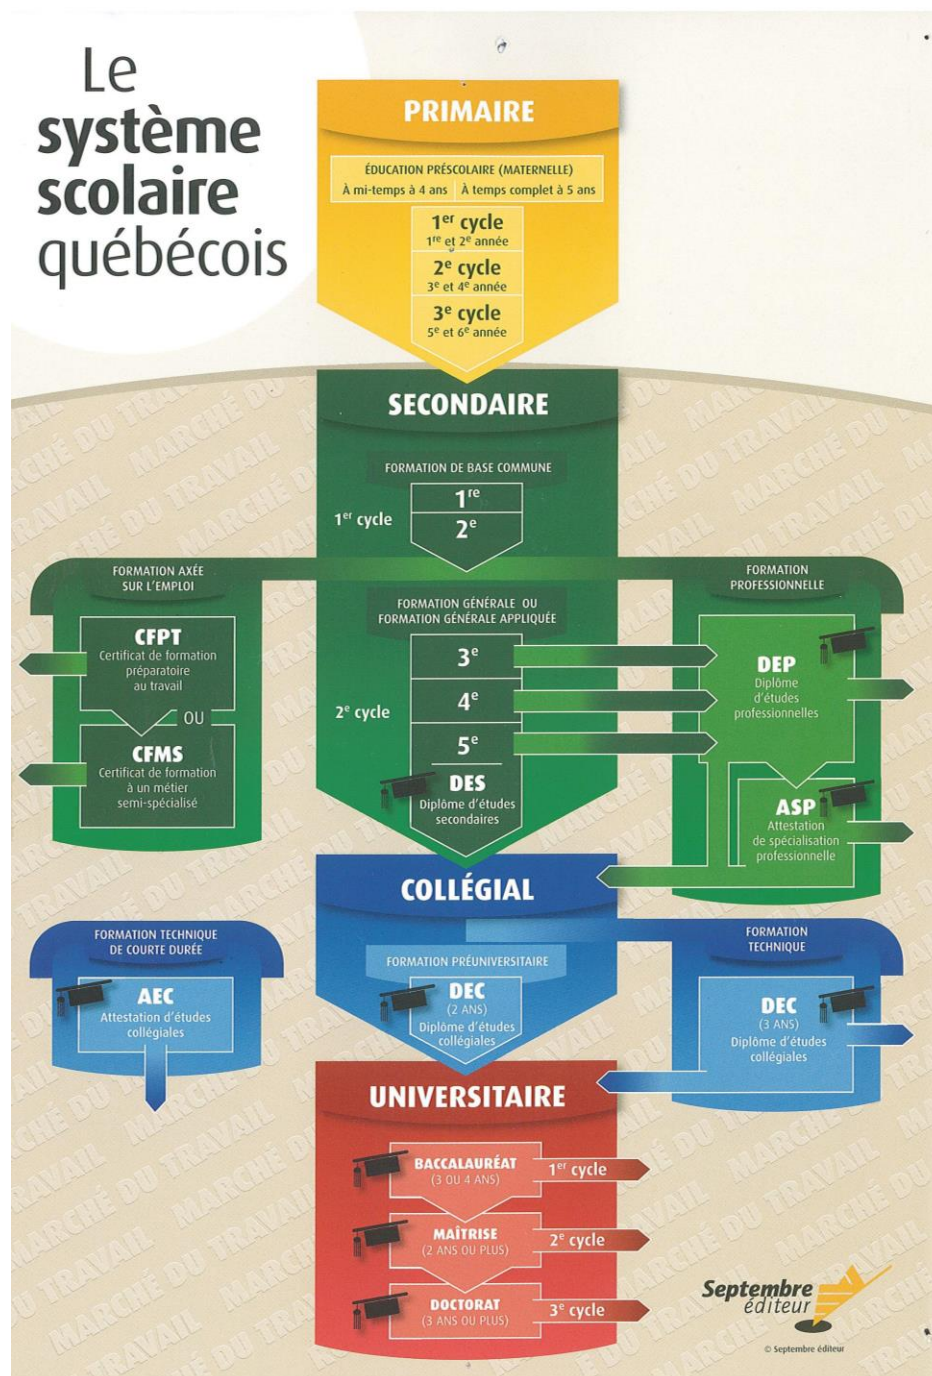 Le
système
scolaire
québécois
PRIMAIRE
ÉDUCATION PRÉSCOLAIRE (MATERNELLE)
À mi-temps à 4 ans
À temps complet à 5 ans
1er cycle
1re et 2e année
2e cycle
3e et 4e année
3e cycle
5e et 6e année
SECONDAIRE
FORMATION DE BASE COMMUNE
1er cycle
1re
2e
FORMATION AXÉE
SUR L'EMPLOI
CFPT
Certificat de formation
préparatoire
au travail
OU
CFMS
Certificat de formation
à un métier
semi-spécialisé
FORMATION GÉNÉRALE OU
FORMATION GÉNÉRALE APPLIQUÉE
2e cycle
3e
4e
5e
DES
Diplôme d'études
secondaires
FORMATION
PROFESSIONNELLE
DEP
Diplôme
d'études
professionnelles
ASP
Attestation
de spécialisation
professionnelle
COLLÉGIAL
FORMATION TECHNIQUE
DE COURTE DURÉE
AEC
Attestation d'études
collégiales
FORMATION PRÉUNIVERSITAIRE
DEC
(2 ANS)
Diplôme d'études
collégiales
FORMATION
TECHNIQUE
DEC
(3 ANS)
Diplôme d'études
collégiales
UNIVERSITAIRE
BACCALAURÉAT
(3 OU 4 ANS)
1er cycle
MAÎTRISE
(2 ANS OU PLUS)
2e cycle
DOCTORAT
(3 ANS OU PLUS)
3e cycle
MARCHÉ DU TRAVAIL
Septembre
éditeur
© Septembre éditeur